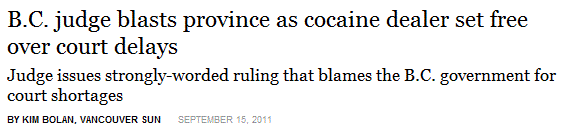 B.C. judge blasts province as cocaine dealer set free
over court delays
Judge issues strongly-worded ruling that blames the B.C. government for
court shortages
BY KIM BOLAN, VANCOUVER SUN SEPTEMBER 15, 2011